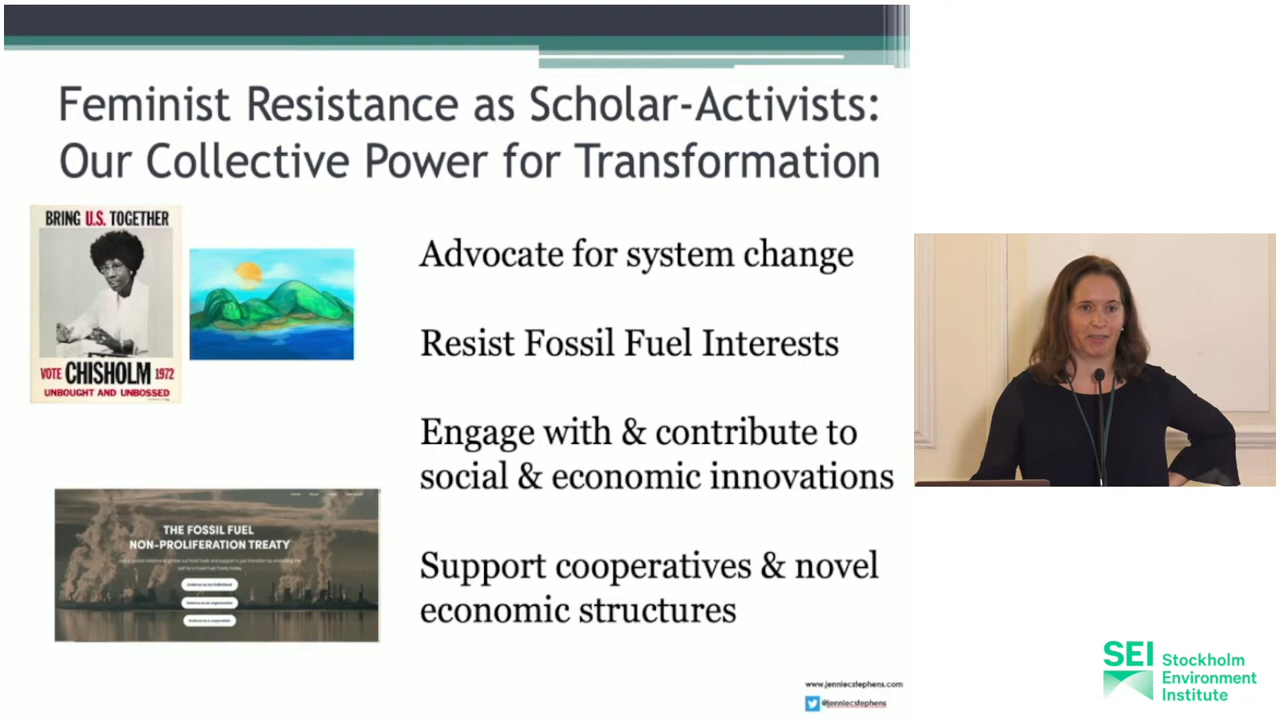 Feminist Resistance as Scholar-Activists:
Our Collective Power for Transformation
BRING U.S. TOGETHER
VOTE CHISHOLM 1972
UNBOUGHT AND UNBOSSED
Advocate for system change
Resist Fossil Fuel Interests
Engage with & contribute to
social & economic innovations
Support cooperatives & novel
economic structures
THE FOSSIL FUEL
NON-PROLIFERATION TREATY
www.jenniecstephens.com
@jenniecstephens
SEI Stockholm
Environment
Institute